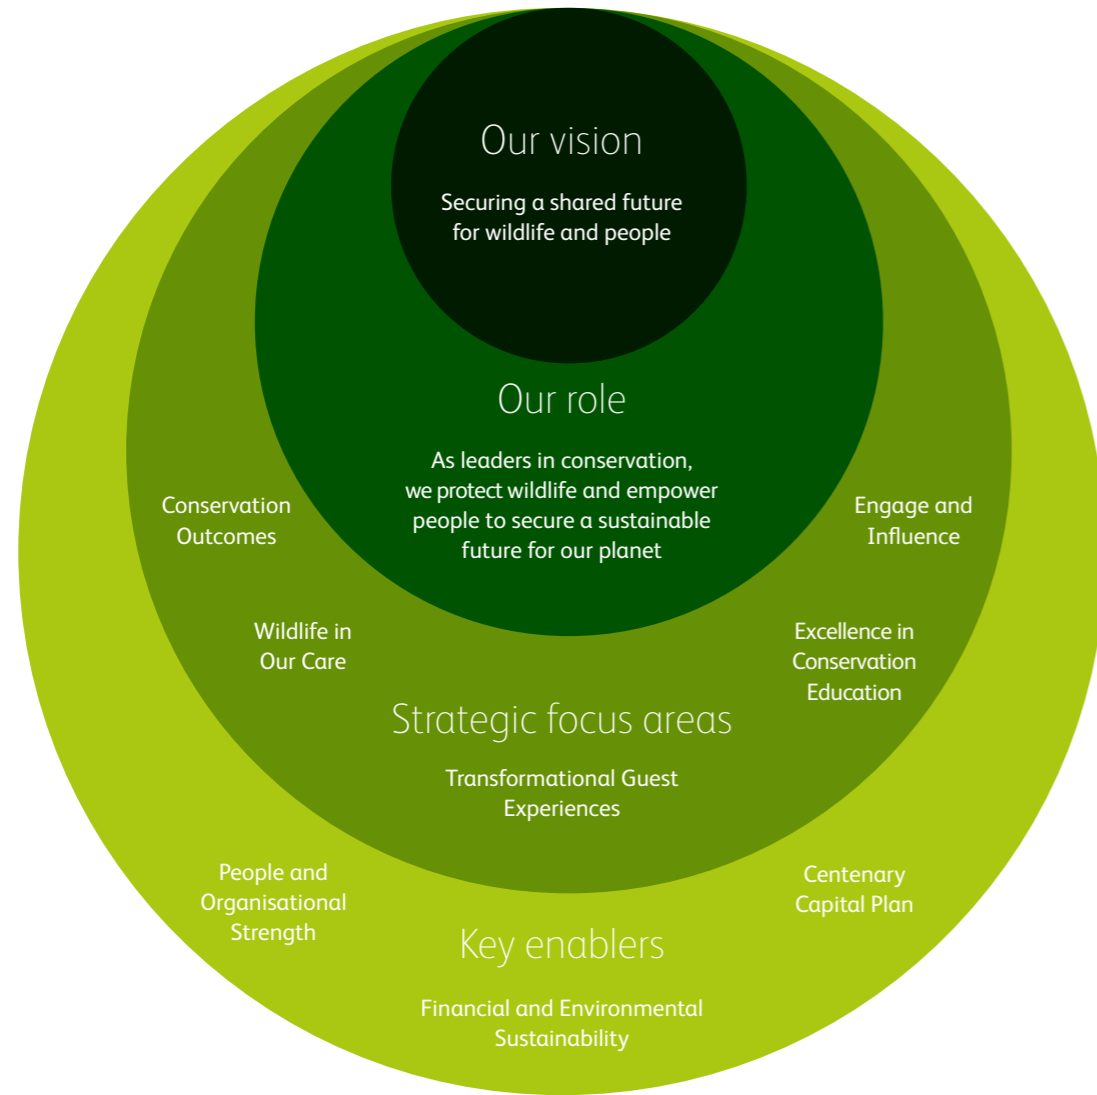 Our vision
Securing a shared future
for wildlife and people
Our role
As leaders in conservation,
we protect wildlife and empower
people to secure a sustainable
future for our planet
Conservation
Outcomes
Engage and
Influence
Wildlife in
Our Care
Excellence in
Conservation
Education
Strategic focus areas
Transformational Guest
Experiences
People and
Organisational
Strength
Centenary
Capital Plan
Key enablers
Financial and Environmental
Sustainability